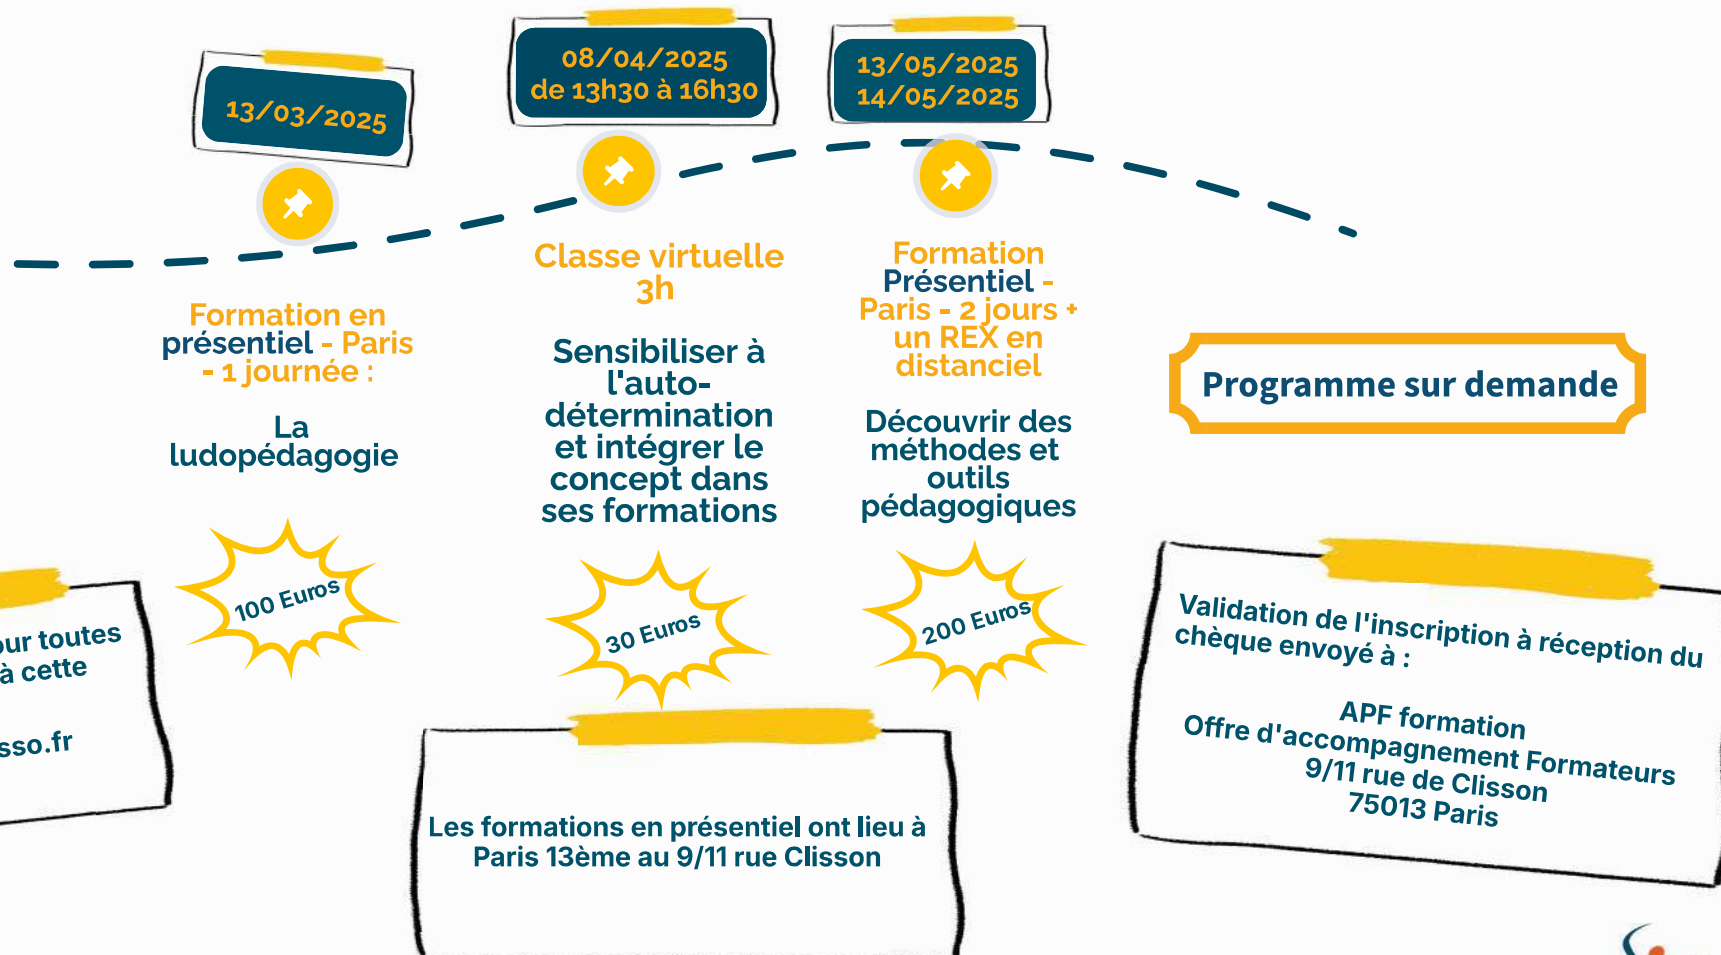 13/03/2025
Formation en
présentiel - Paris
- 1 journée :
La
ludopédagogie
100 Euros
08/04/2025
de 13h30 à 16h30
Classe virtuelle
3h
Sensibiliser à
l'auto-
détermination
et intégrer le
concept dans
ses formations
30 Euros
13/05/2025
14/05/2025
Formation
Présentiel -
Paris - 2 jours +
un REX en
distanciel
Découvrir des
méthodes et
outils
pédagogiques
200 Euros
Programme sur demande
toutes
à cette
sso.fr
Les formations en présentiel ont lieu à
Paris 13ème au 9/11 rue Clisson
Validation de l'inscription à réception du
chèque envoyé à :
APF formation
Offre d'accompagnement Formateurs
9/11 rue de Clisson
75013 Paris